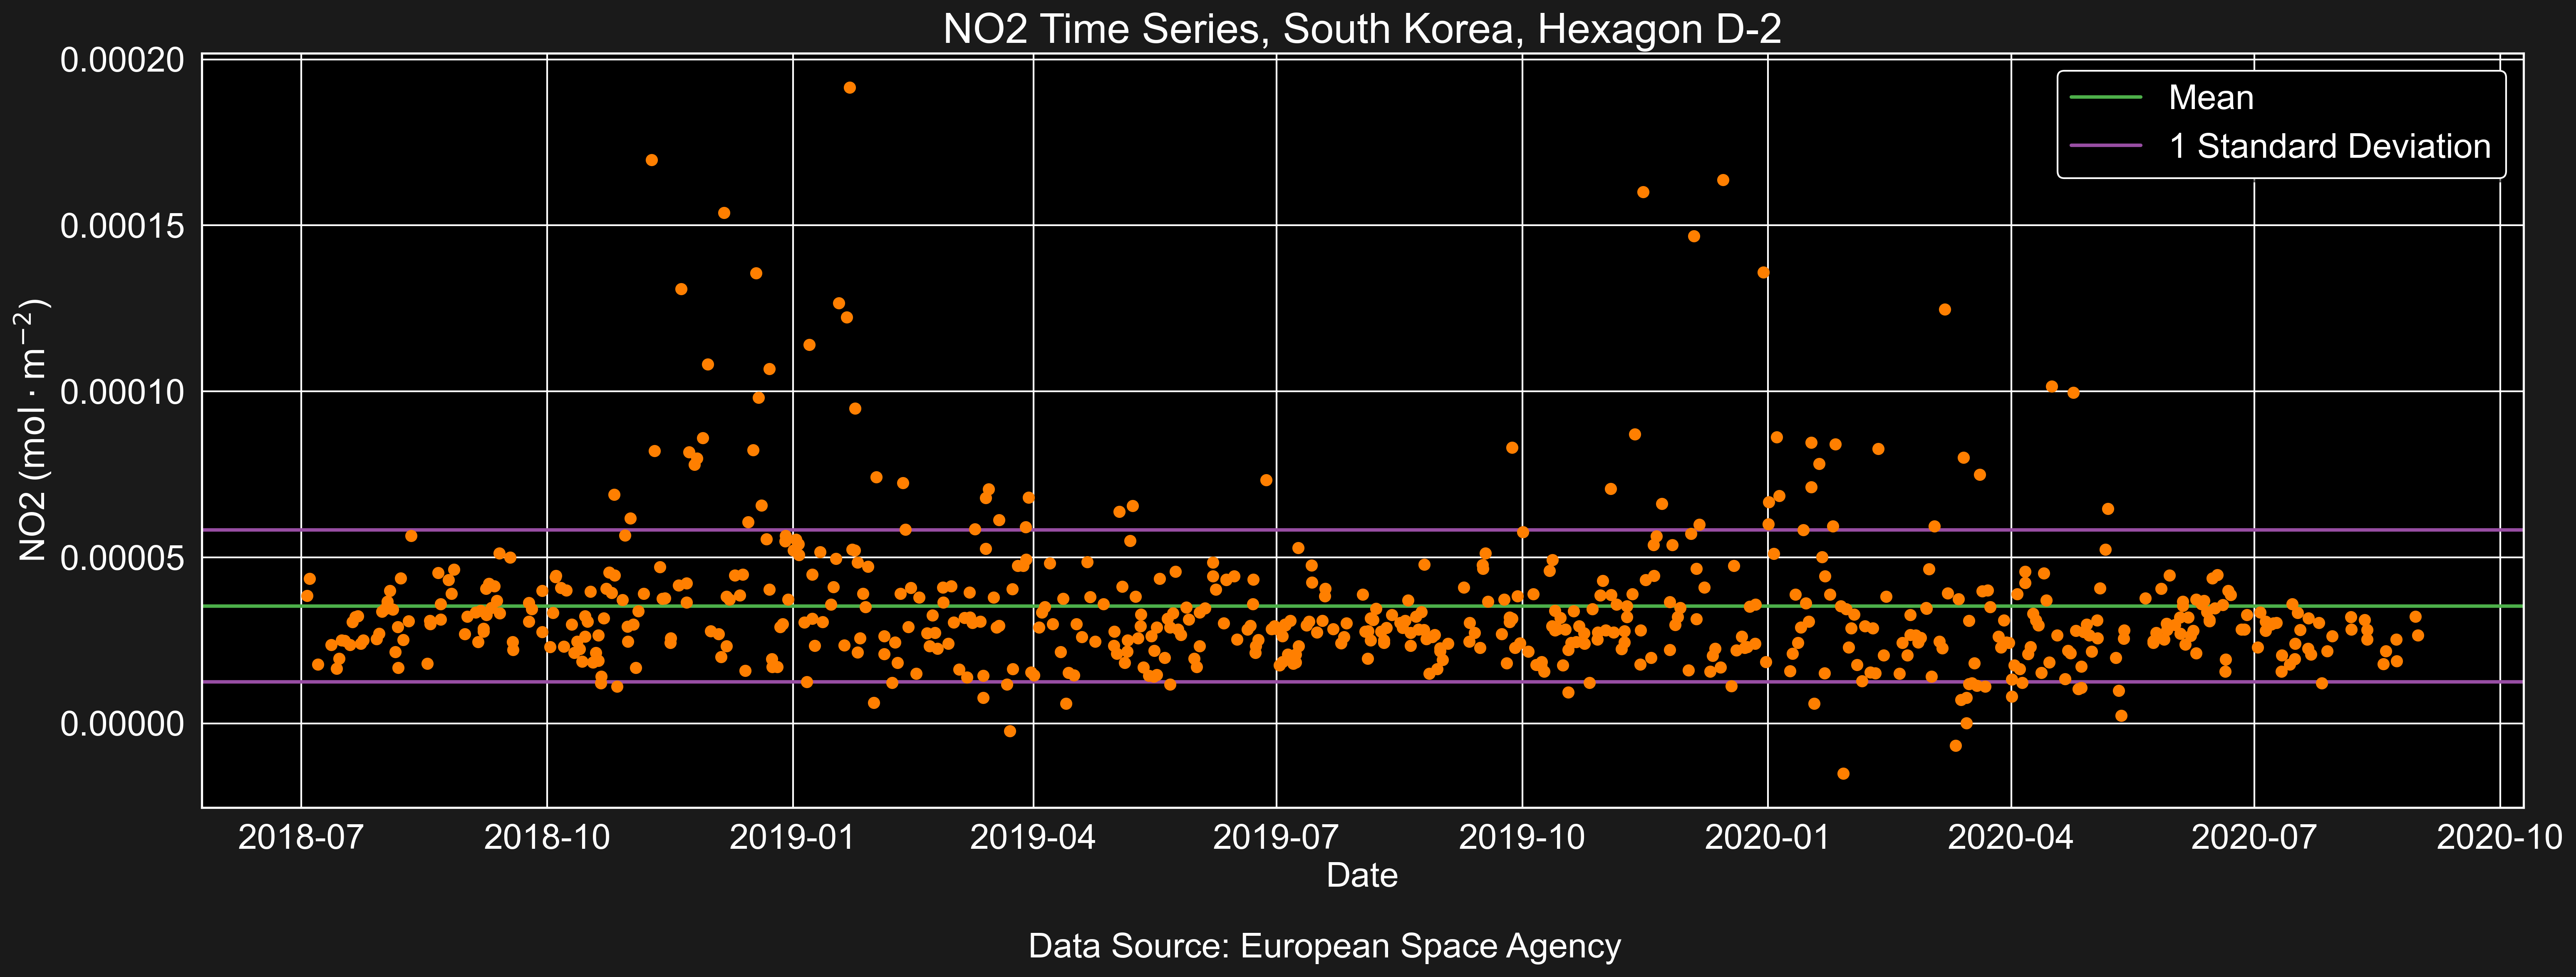 NO2 Time Series, South Korea, Hexagon D-2
Mean
1 Standard Deviation
NO2 (mol · m⁻²)
0.00020
0.00015
0.00010
0.00005
0.00000
2018-07 2018-10 2019-01 2019-04 2019-07 2019-10 2020-01 2020-04 2020-07 2020-10
Date
Data Source: European Space Agency